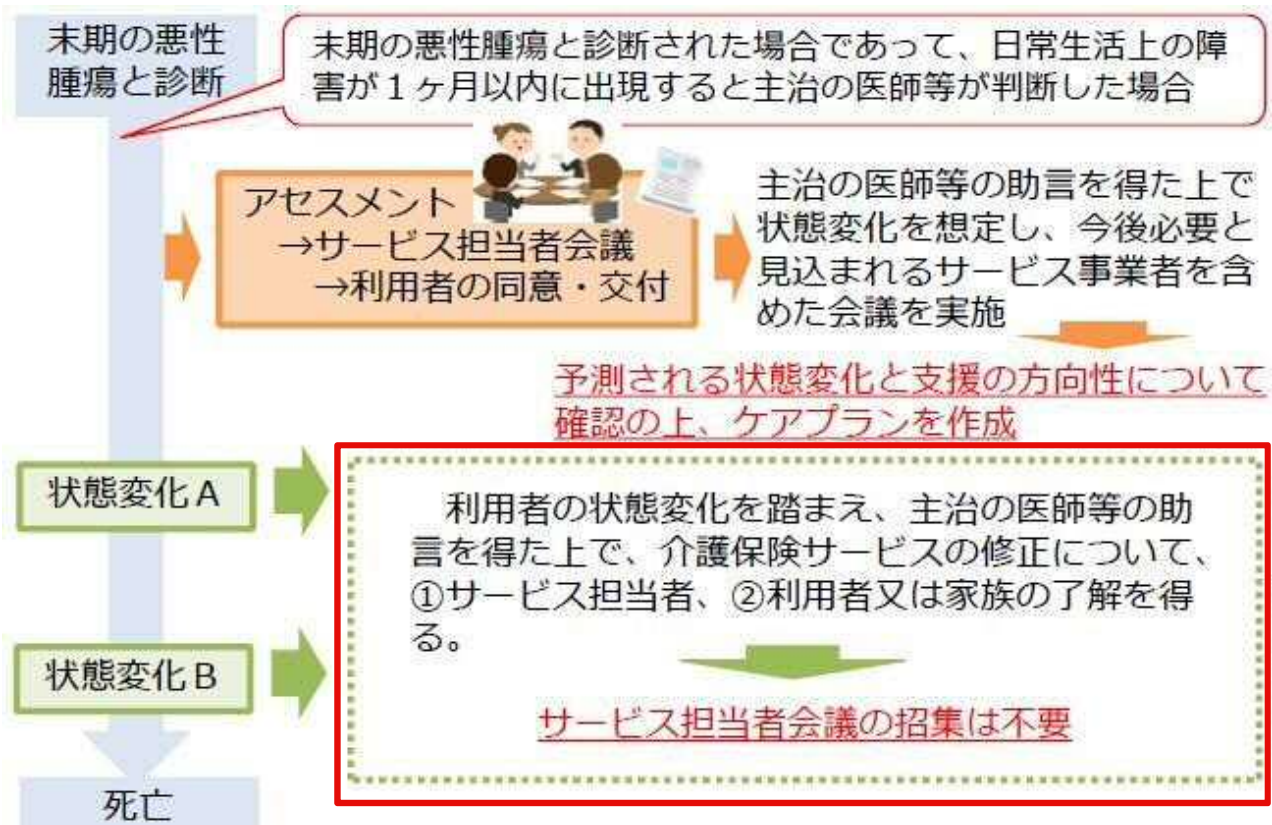 末期の悪性
腫瘍と診断
末期の悪性腫瘍と診断された場合であって、日常生活上の障
害が１ヶ月以内に出現すると主治の医師等が判断した場合
アセスメント
→サービス担当者会議
→利用者の同意・交付
主治の医師等の助言を得た上で
状態変化を想定し、今後必要と
見込まれるサービス事業者を含
めた会議を実施
予測される状態変化と支援の方向性について
確認の上、ケアプランを作成
状態変化Ａ
利用者の状態変化を踏まえ、主治の医師等の助
言を得た上で、介護保険サービスの修正について、
①サービス担当者、②利用者又は家族の了解を得
る。
状態変化Ｂ
サービス担当者会議の招集は不要
死亡